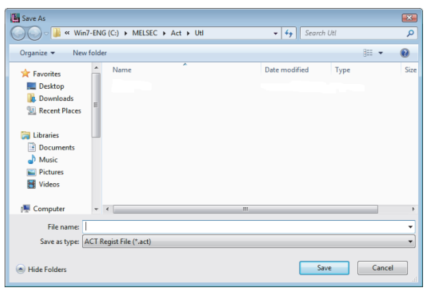 Save As
« Win7-ENG (C:) ▸ MELSEC ▸ Act ▸ Utl
Search Utl
Organize
New folder
Name
Date modified
Type
Size
Favorites
Desktop
Downloads
Recent Places
Libraries
Documents
Music
Pictures
Videos
Computer
File name:
Save as type: ACT Regist File (*.act)
Hide Folders
Save
Cancel